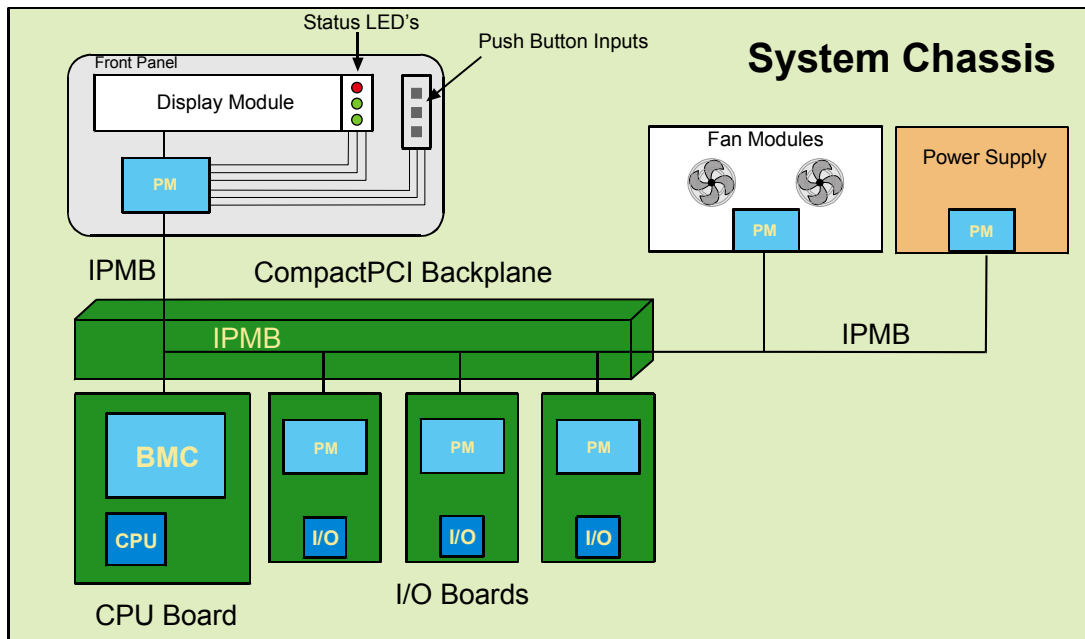 Status LED's
Push Button Inputs
System Chassis
Front Panel
Display Module
PM
Fan Modules
PM
Power Supply
PM
IPMB
CompactPCI Backplane
IPMB
IPMB
BMC
CPU
PM
I/O
PM
I/O
PM
I/O
CPU Board
I/O Boards